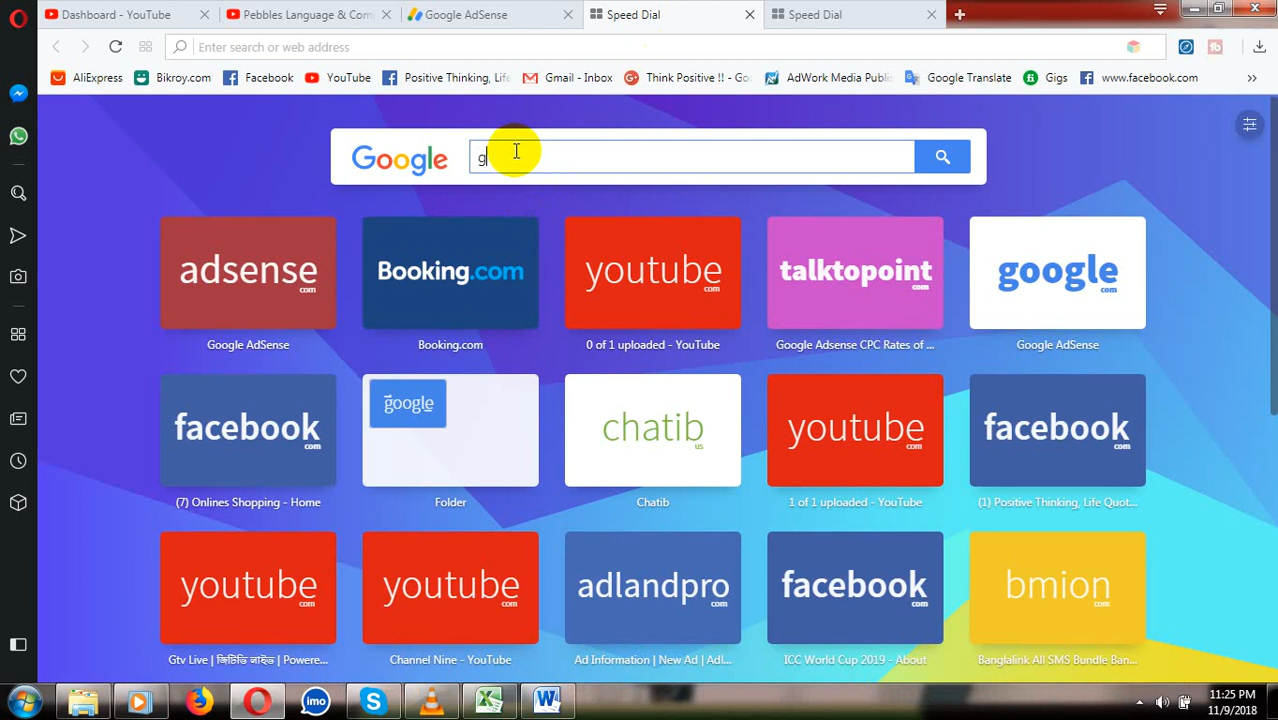 Dashboard - YouTube
Pebbles Language & Com
Google AdSense
Speed Dial
Speed Dial
Enter search or web address
AliExpress
Bikroy.com
Facebook
YouTube
Positive Thinking, Life
Gmail - Inbox
Think Positive !! - Goo
AdWork Media Publi
Google Translate
Gigs
www.facebook.com
Google
g
adsense
com
Booking.com
youtube
com
talktopoint
com
google
com
Google AdSense
Booking.com
0 of 1 uploaded - YouTube
Google Adsense CPC Rates of ...
Google AdSense
facebook
com
google
chatib
us
youtube
com
facebook
com
(7) Onlines Shopping - Home
Folder
Chatib
1 of 1 uploaded - YouTube
(1) Positive Thinking, Life Quot...
youtube
com
youtube
com
adlandpro
com
facebook
com
bmion
com
Gtv Live | জিটিভি লাইভ | Powere...
Channel Nine - YouTube
Ad Information | New Ad | Adl...
ICC World Cup 2019 - About
Banglalink All SMS Bundle Ban...
imo
11:25 PM
11/9/2018